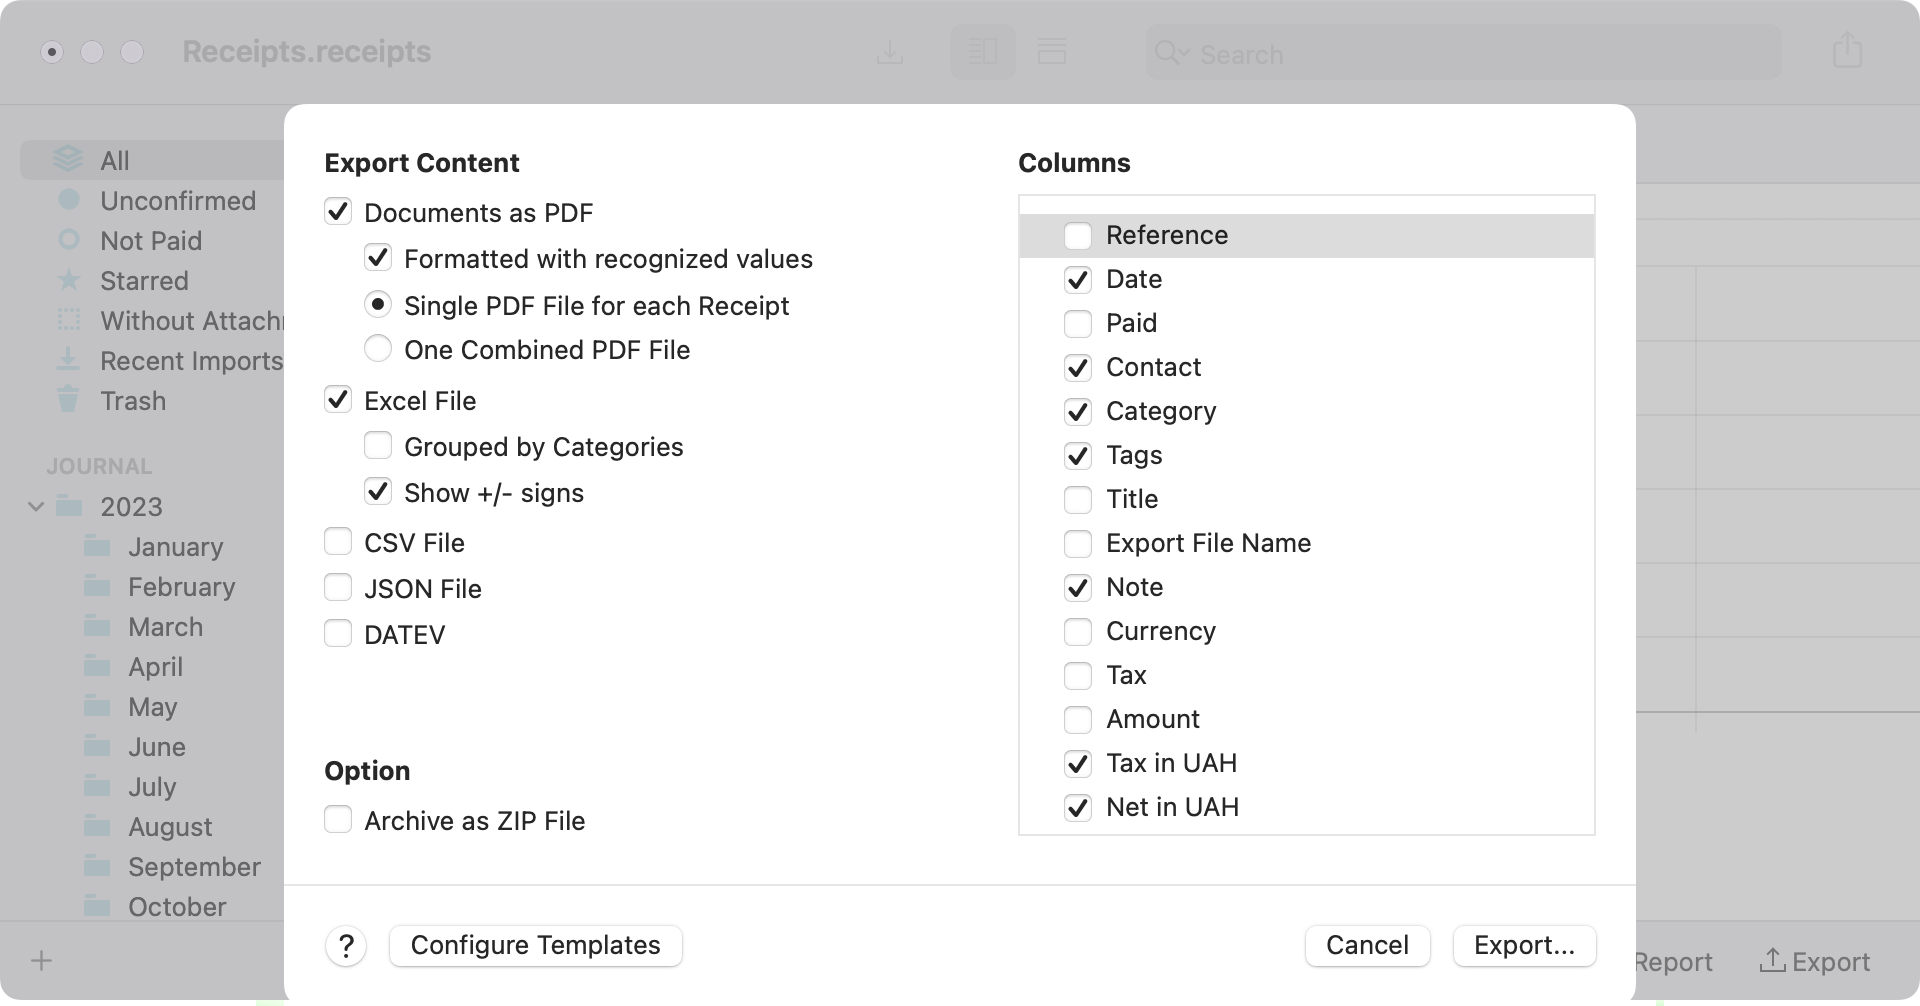 Receipts.receipts
Search
All
Unconfirmed
Not Paid
Starred
Without Attach
Recent Imports
Trash
JOURNAL
2023
January
February
March
April
May
June
July
August
September
October
Export Content
Documents as PDF
Formatted with recognized values
Single PDF File for each Receipt
One Combined PDF File
Excel File
Grouped by Categories
Show +/- signs
CSV File
JSON File
DATEV
Option
Archive as ZIP File
Columns
Reference
Date
Paid
Contact
Category
Tags
Title
Export File Name
Note
Currency
Tax
Amount
Tax in UAH
Net in UAH
? Configure Templates
Cancel Export...
Report Export